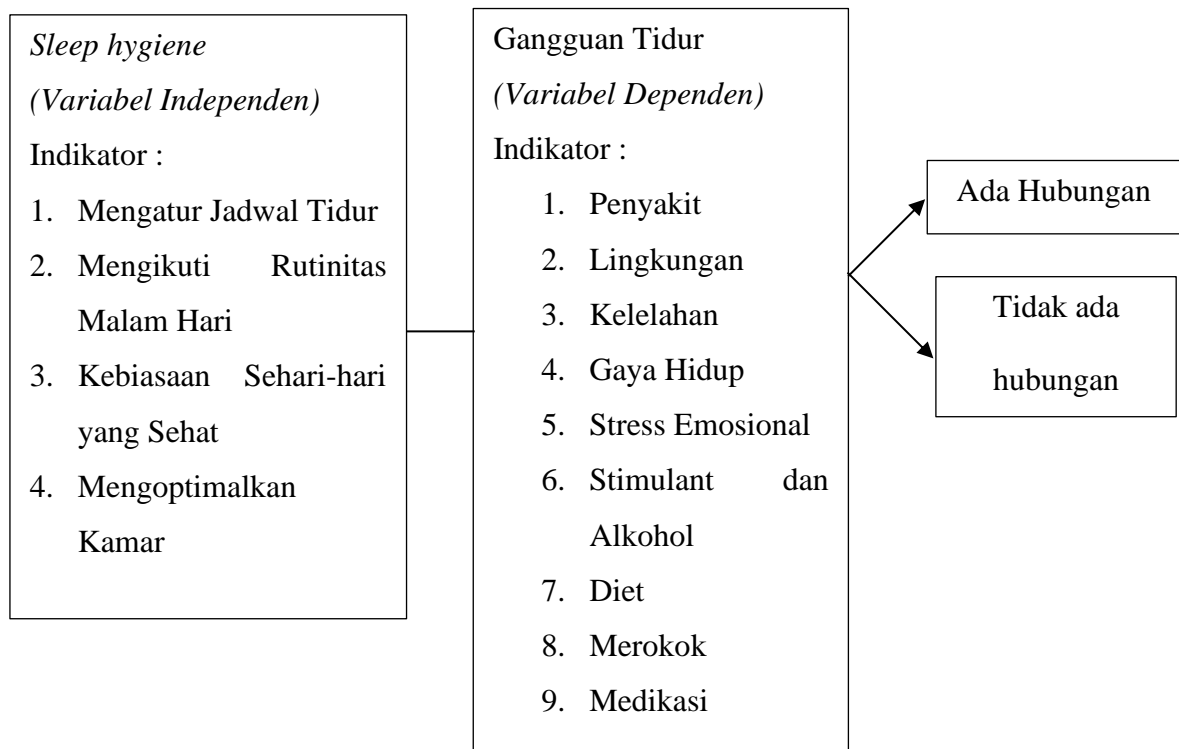 Sleep hygiene
(Variabel Independen)
Indikator :
1. Mengatur Jadwal Tidur
2. Mengikuti Rutinitas
Malam Hari
3. Kebiasaan Sehari-hari
yang Sehat
4. Mengoptimalkan
Kamar
Gangguan Tidur
(Variabel Dependen)
Indikator :
1. Penyakit
2. Lingkungan
3. Kelelahan
4. Gaya Hidup
5. Stress Emosional
6. Stimulant dan
Alkohol
7. Diet
8. Merokok
9. Medikasi
Ada Hubungan
Tidak ada
hubungan